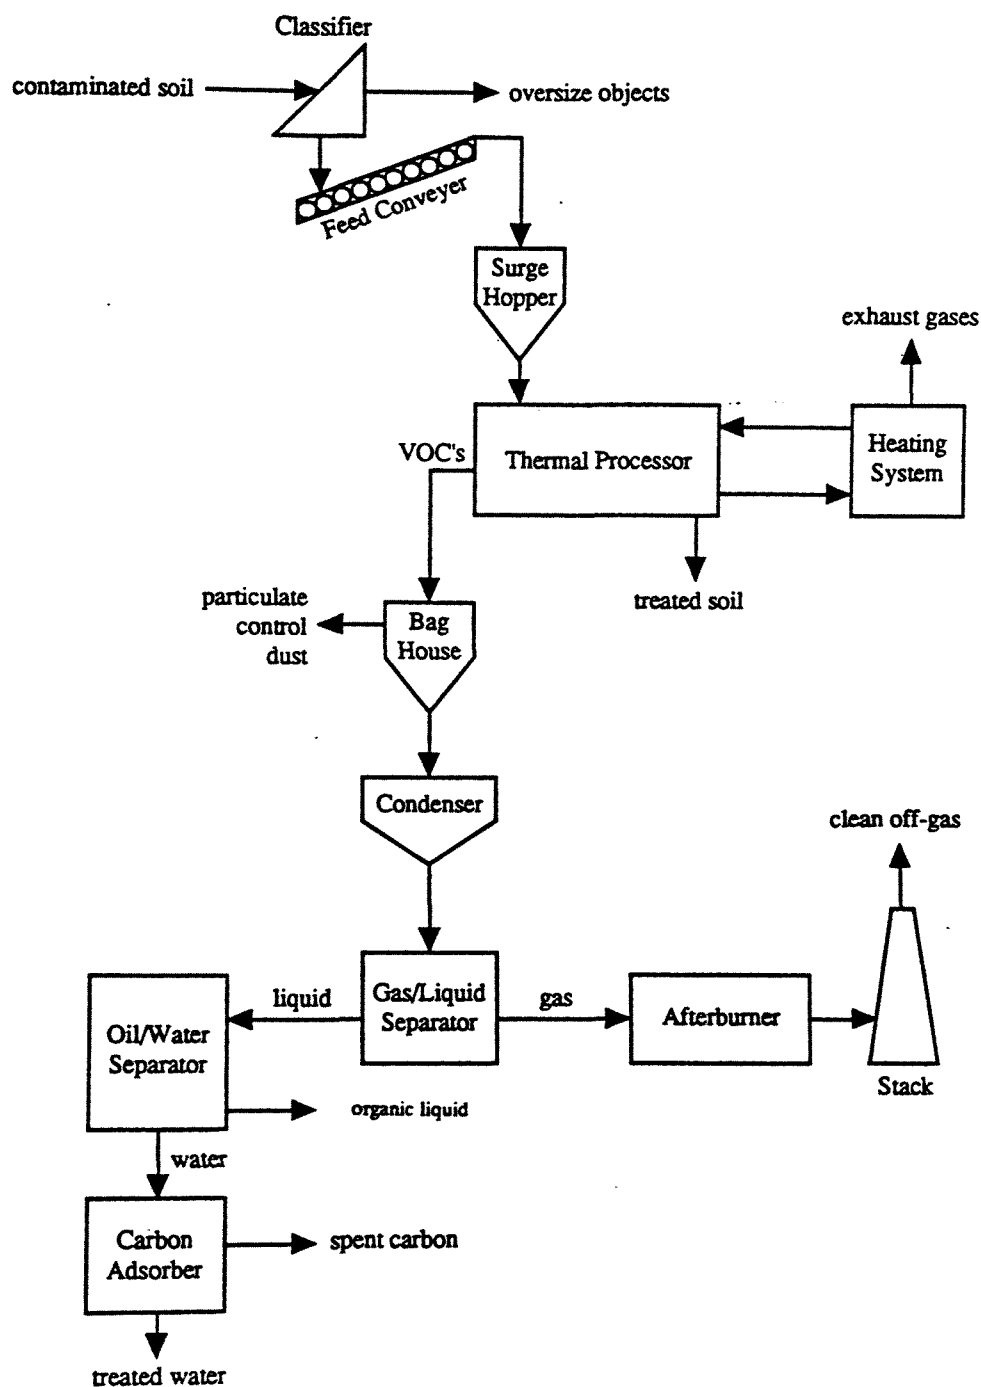 Classifier
contaminated soil
oversize objects
Feed Conveyer
Surge
Hopper
exhaust gases
Heating
System
VOC's
Thermal Processor
treated soil
particulate
control
dust
Bag
House
Condenser
clean off-gas
Oil/Water
Separator
liquid
Gas/Liquid
Separator
gas
Afterburner
Stack
organic liquid
water
Carbon
Adsorber
spent carbon
treated water